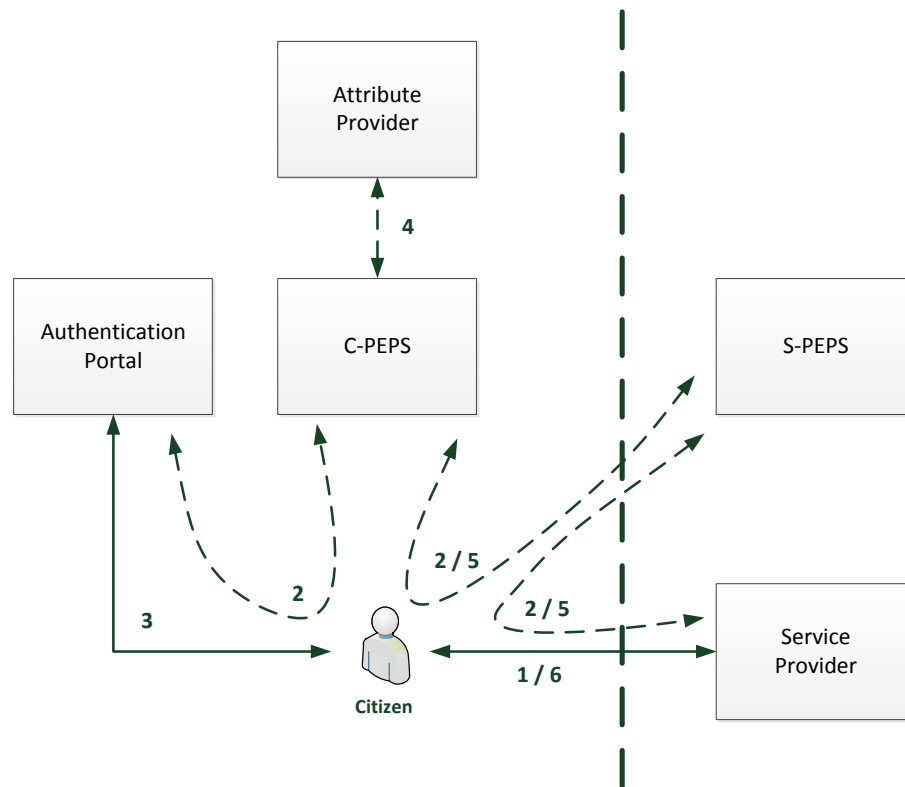 Attribute
Provider
4
Authentication
Portal
C-PEPS
S-PEPS
2 / 5
2
2 / 5
3
Service
Provider
1 / 6
Citizen